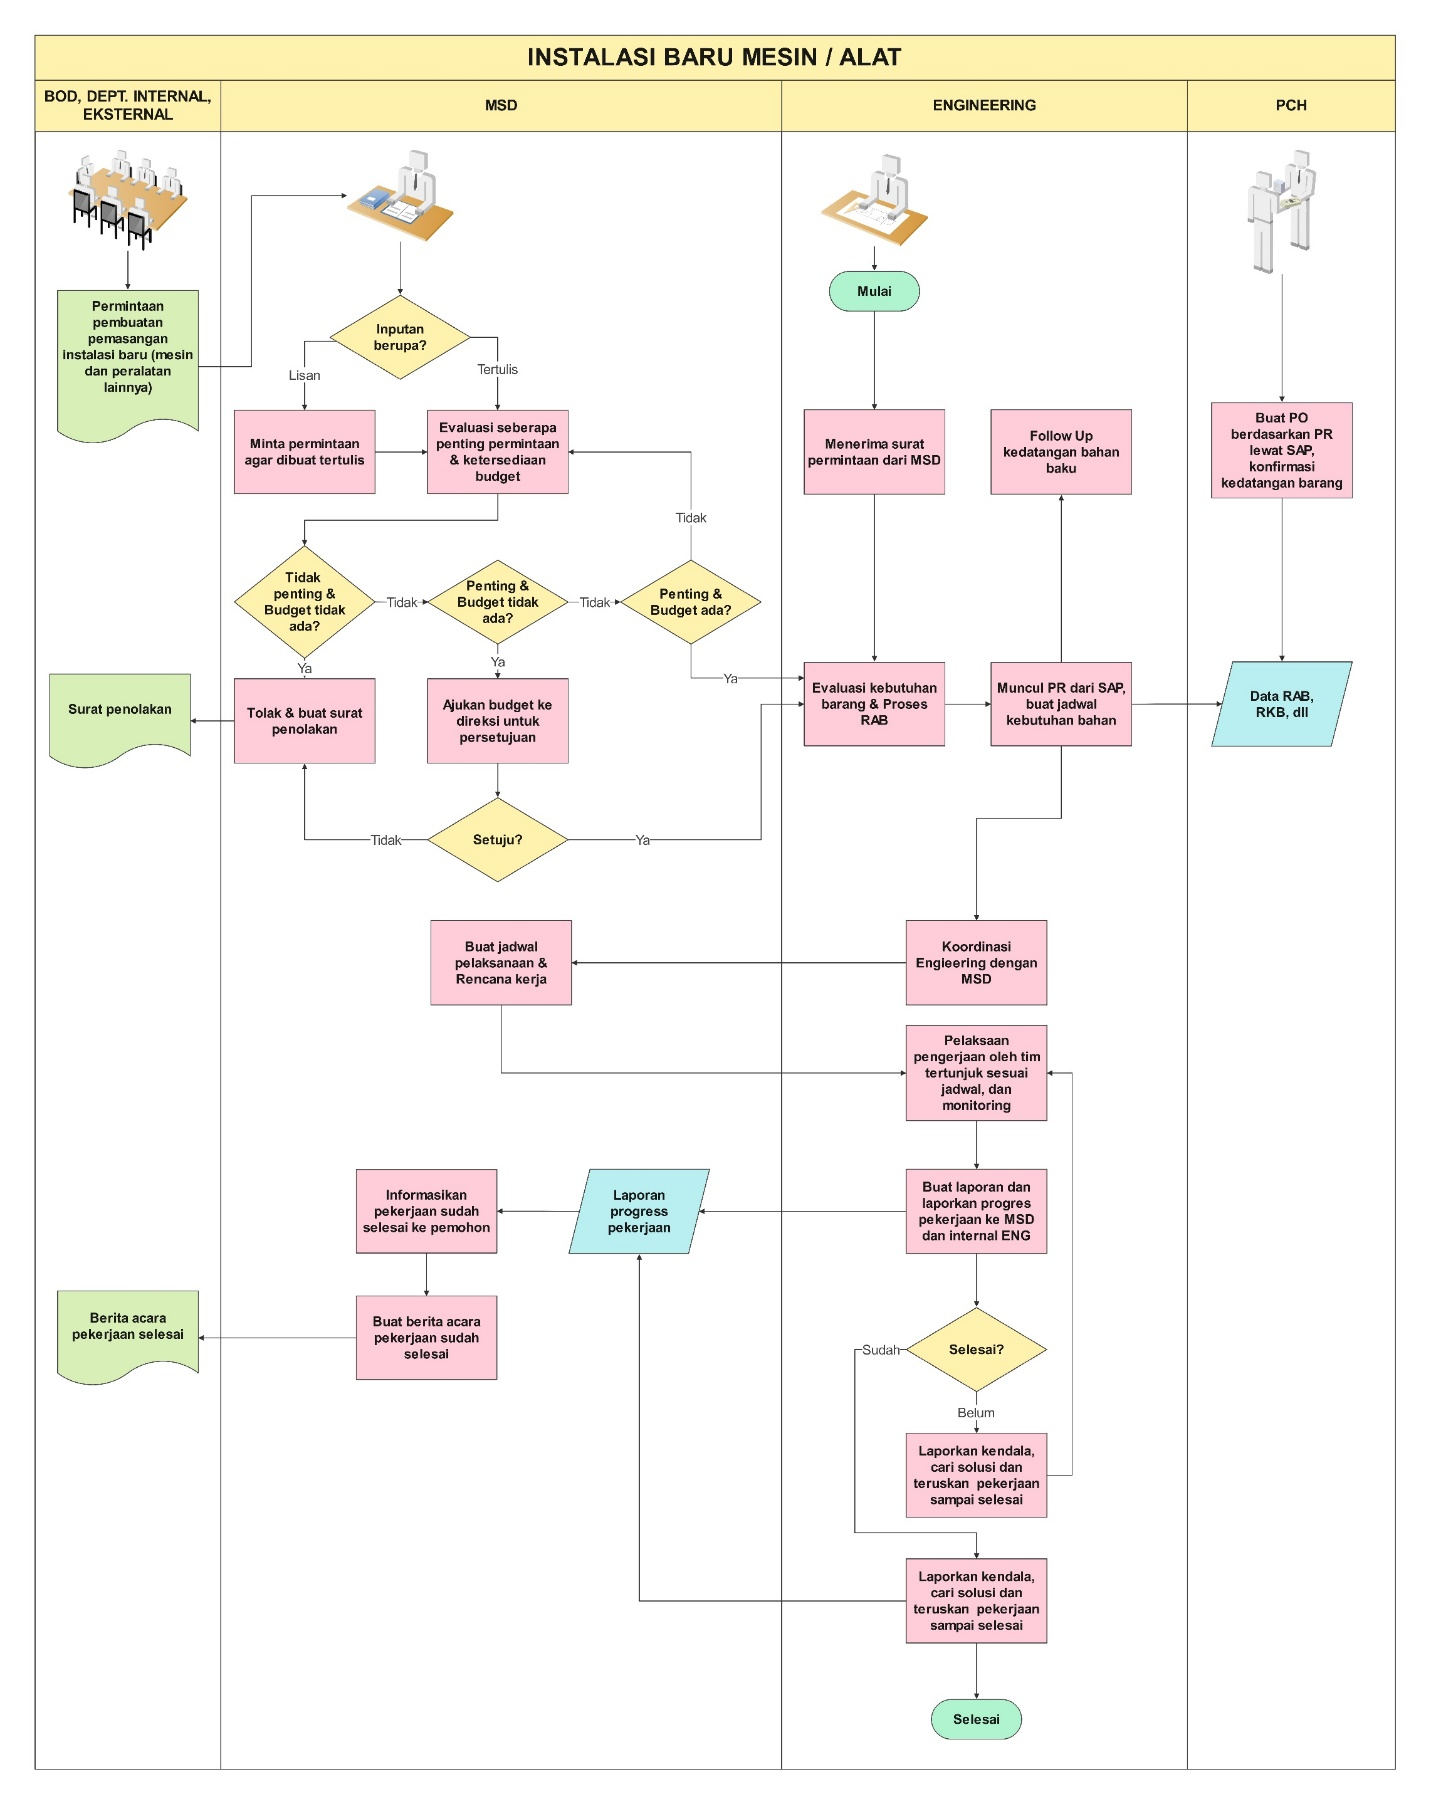 INSTALASI BARU MESIN / ALAT
BOD, DEPT. INTERNAL,
EKSTERNAL
MSD
ENGINEERING
PCH
Permintaan
pembuatan
pemasangan
instalasi baru (mesin
dan peralatan
lainnya)
Inputan
berupa?
Lisan
Tertulis
Mulai
Minta permintaan
agar dibuat tertulis
Evaluasi seberapa
penting permintaan
& ketersediaan
budget
Menerima surat
permintaan dari MSD
Follow Up
kedatangan bahan
baku
Buat PO
berdasarkan PR
lewat SAP,
konfirmasi
kedatangan barang
Tidak
Tidak
penting &
Budget tidak
ada?
Tidak
Penting &
Budget tidak
ada?
Tidak
Penting &
Budget ada?
Ya
Ya
Ya
Surat penolakan
Tolak & buat surat
penolakan
Ajukan budget ke
direksi untuk
persetujuan
Evaluasi kebutuhan
barang & Proses
RAB
Muncul PR dari SAP,
buat jadwal
kebutuhan bahan
Data RAB,
RKB, dll
Tidak
Setuju?
Ya
Buat jadwal
pelaksanaan &
Rencana kerja
Koordinasi
Engieering dengan
MSD
Pelaksaan
pengerjaan oleh tim
tertunjuk sesuai
jadwal, dan
monitoring
Informasikan
pekerjaan sudah
selesai ke pemohon
Laporan
progress
pekerjaan
Buat laporan dan
laporkan progres
pekerjaan ke MSD
dan internal ENG
Berita acara
pekerjaan selesai
Buat berita acara
pekerjaan sudah
selesai
Sudah
Selesai?
Belum
Laporkan kendala,
cari solusi dan
teruskan pekerjaan
sampai selesai
Laporkan kendala,
cari solusi dan
teruskan pekerjaan
sampai selesai
Selesai